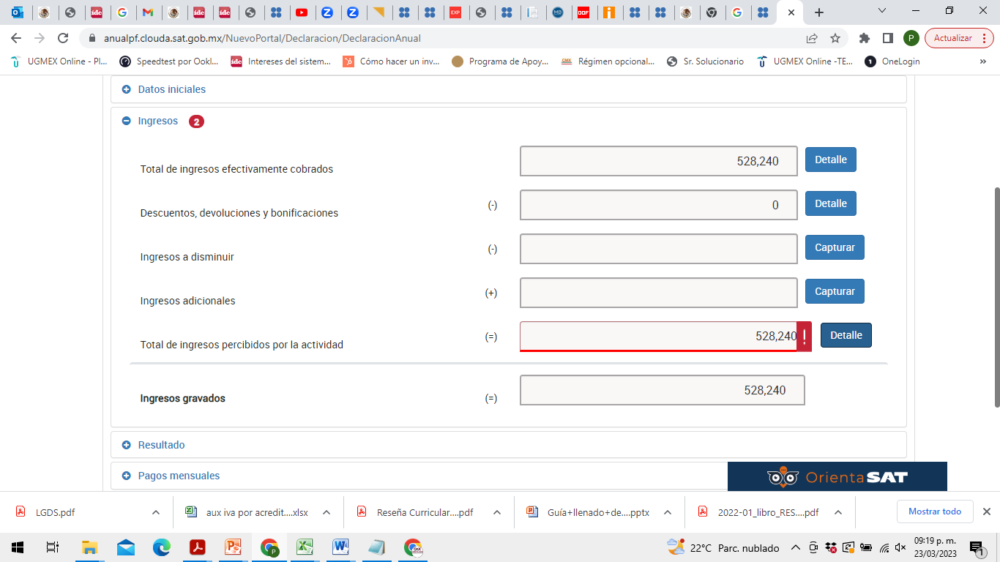 anualpf.clouda.sat.gob.mx/NuevoPortal/Declaracion/DeclaracionAnual
P
Actualizar
UGMEX Online - Pl...
Speedtest por Ookl...
idc
Intereses del sistem...
Cómo hacer un inv...
Programa de Apoy...
Régimen opcional...
Sr. Solucionario
UGMEX Online -TE...
OneLogin
Datos iniciales
Ingresos 2
Total de ingresos efectivamente cobrados 528,240 Detalle
Descuentos, devoluciones y bonificaciones (-) 0 Detalle
Ingresos a disminuir (-) Capturar
Ingresos adicionales (+) Capturar
Total de ingresos percibidos por la actividad (=) 528,240 ! Detalle
Ingresos gravados (=) 528,240
Resultado
Pagos mensuales
OrientaSAT
LGDS.pdf
aux iva por acredit....xlsx
Reseña Curricular....pdf
Guía+llenado+de....pptx
2022-01_libro_RES....pdf
Mostrar todo
22°C Parc. nublado
09:19 p. m.
23/03/2023
1